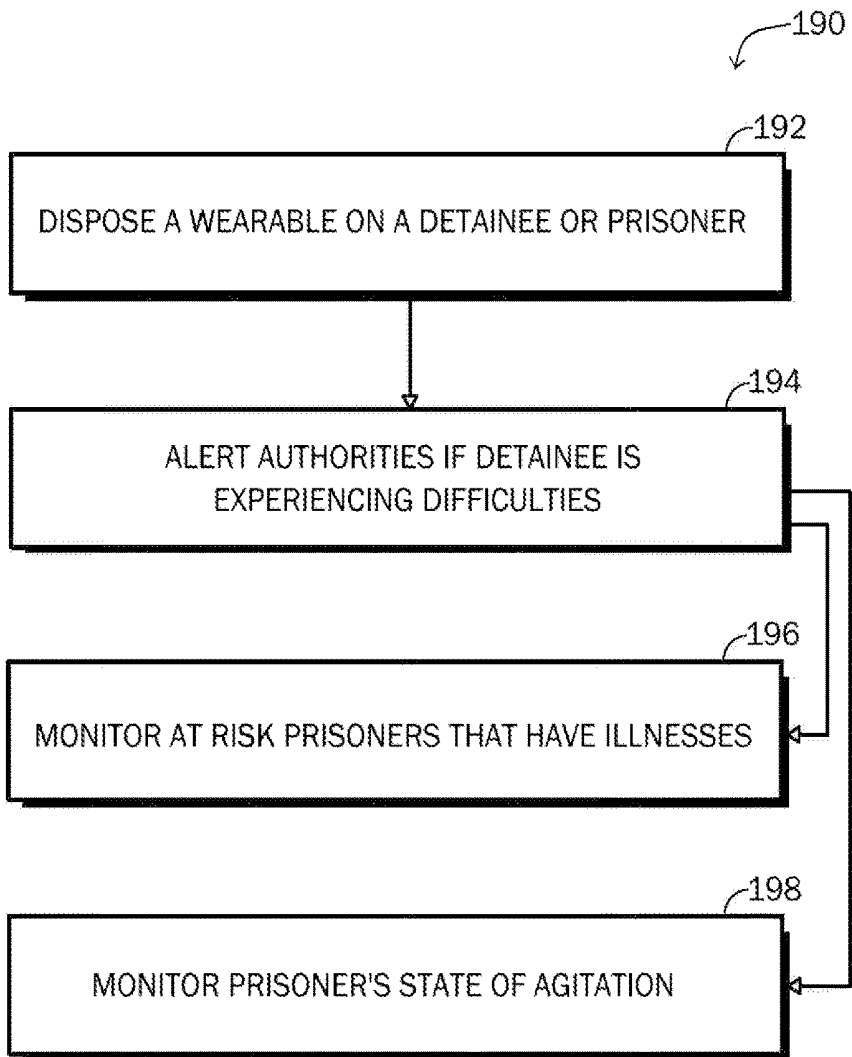 190
192
DISPOSE A WEARABLE ON A DETAINEE OR PRISONER
194
ALERT AUTHORITIES IF DETAINEE IS
EXPERIENCING DIFFICULTIES
196
MONITOR AT RISK PRISONERS THAT HAVE ILLNESSES
198
MONITOR PRISONER'S STATE OF AGITATION